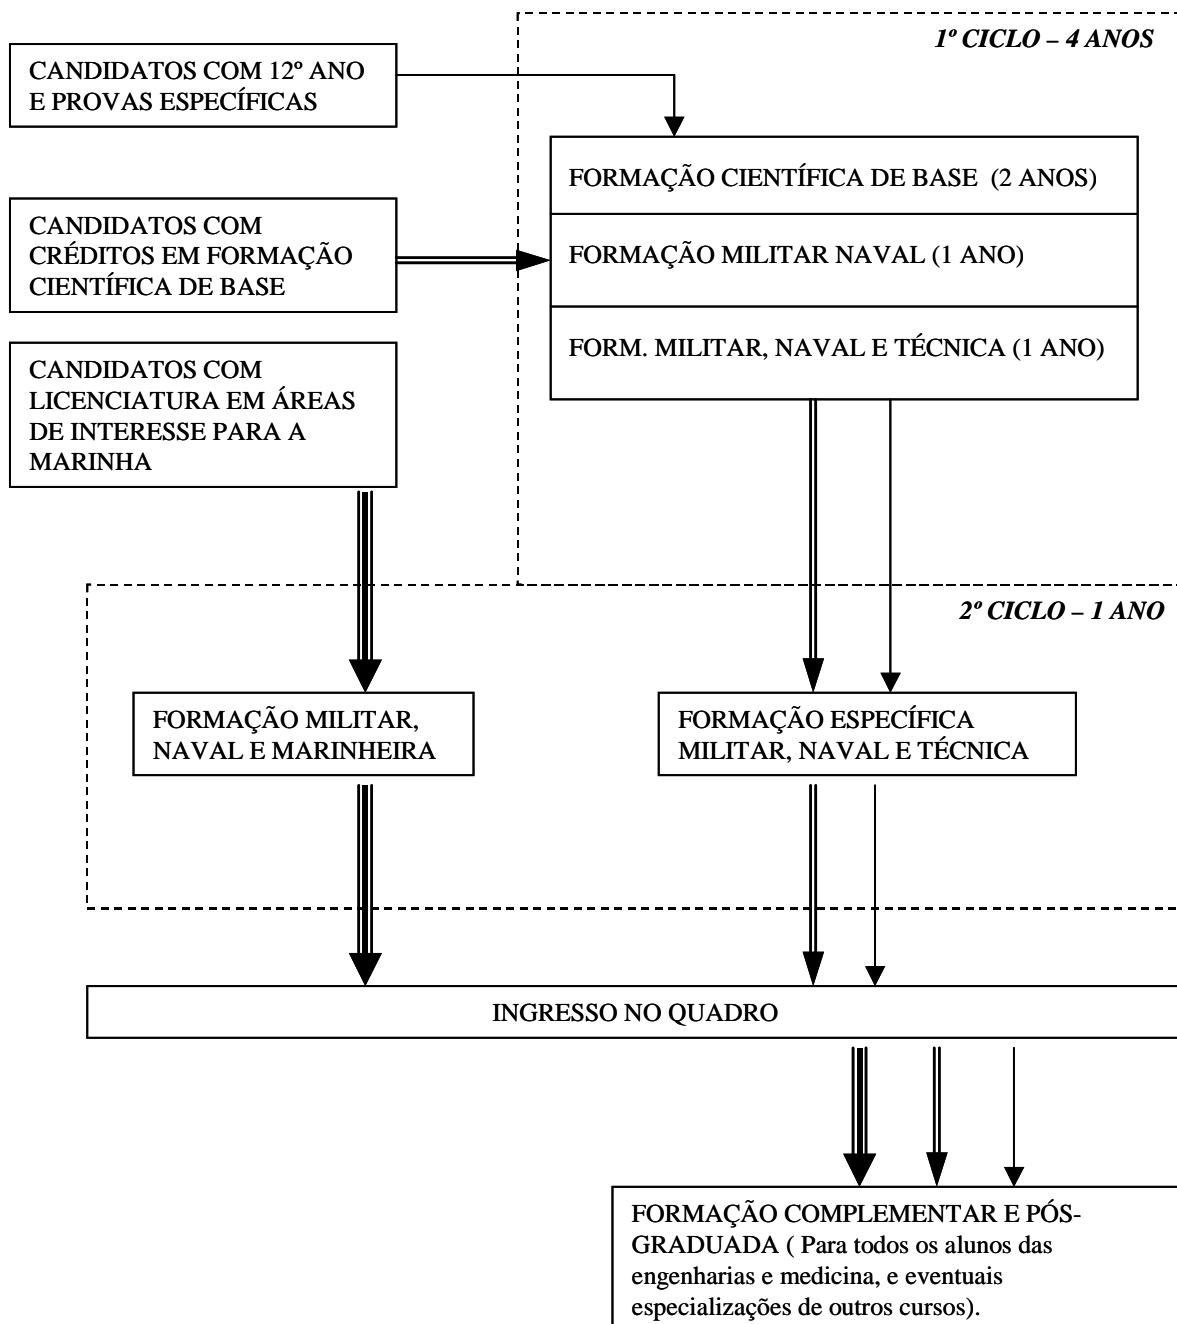 1º CICLO – 4 ANOS
CANDIDATOS COM 12º ANO
E PROVAS ESPECÍFICAS
FORMAÇÃO CIENTÍFICA DE BASE (2 ANOS)
CANDIDATOS COM
CRÉDITOS EM FORMAÇÃO
CIENTÍFICA DE BASE
FORMAÇÃO MILITAR NAVAL (1 ANO)
FORM. MILITAR, NAVAL E TÉCNICA (1 ANO)
CANDIDATOS COM
LICENCIATURA EM ÁREAS
DE INTERESSE PARA A
MARINHA
2º CICLO – 1 ANO
FORMAÇÃO MILITAR,
NAVAL E MARINHEIRA
FORMAÇÃO ESPECÍFICA
MILITAR, NAVAL E TÉCNICA
INGRESSO NO QUADRO
FORMAÇÃO COMPLEMENTAR E PÓS-
GRADUADA ( Para todos os alunos das
engenharias e medicina, e eventuais
especializações de outros cursos).